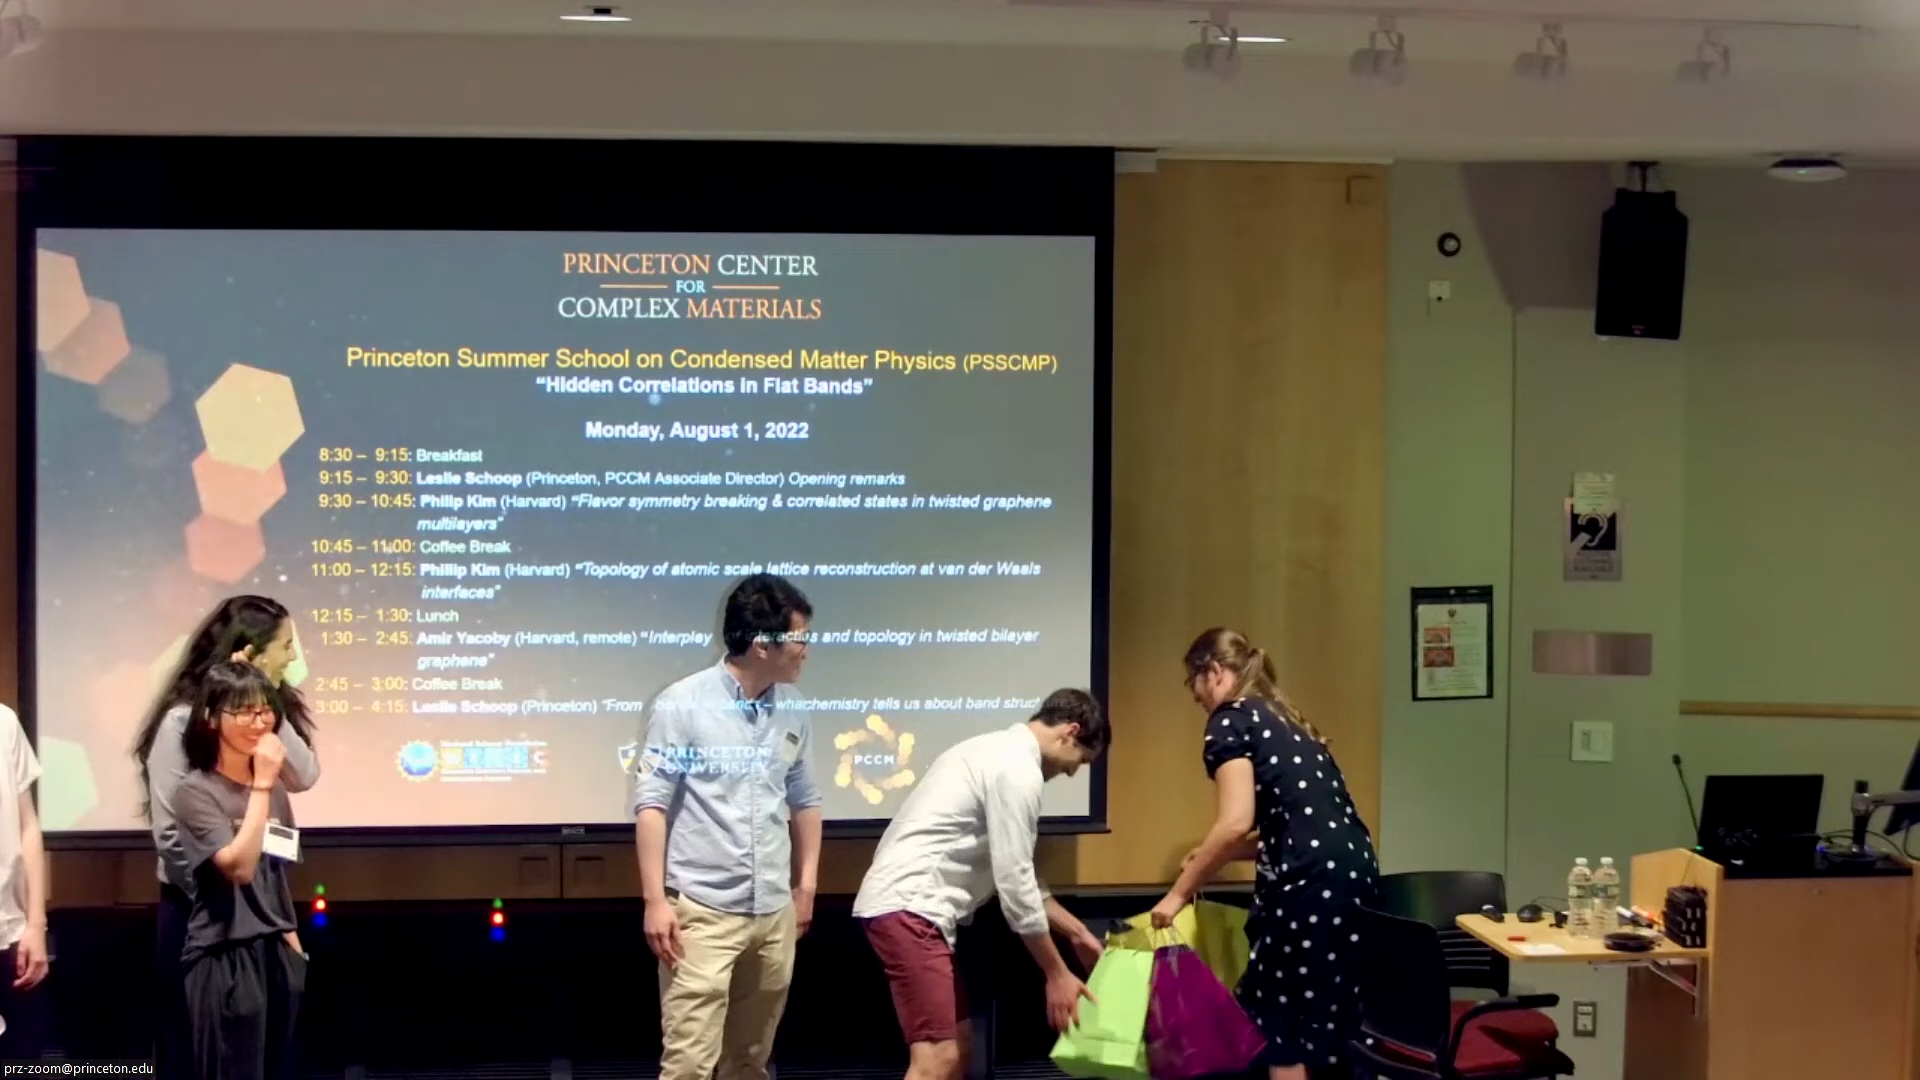 PRINCETON CENTER
FOR
COMPLEX MATERIALS
Princeton Summer School on Condensed Matter Physics (PSSCMP)
“Hidden Correlations in Flat Bands”
Monday, August 1, 2022
8:30 – 9:15: Breakfast
9:15 – 9:30: Leslie Schoop (Princeton, PCCM Associate Director) Opening remarks
9:30 – 10:45: Philip Kim (Harvard) “Flavor symmetry breaking & correlated states in twisted graphene
multilayers”
10:45 – 11:00: Coffee Break
11:00 – 12:15: Phillip Kim (Harvard) “Topology of atomic scale lattice reconstruction at van der Waals
interfaces”
12:15 – 1:30: Lunch
1:30 – 2:45: Amir Yacoby (Harvard, remote) “Interplay and topology in twisted bilayer
graphene”
2:45 – 3:00: Coffee Break
3:00 – 4:15: Leslie Schoop (Princeton) “From – whachemistry tells us about band struct
PRINCETON
UNIVERSITY
PCCM
prz-zoom@princeton.edu